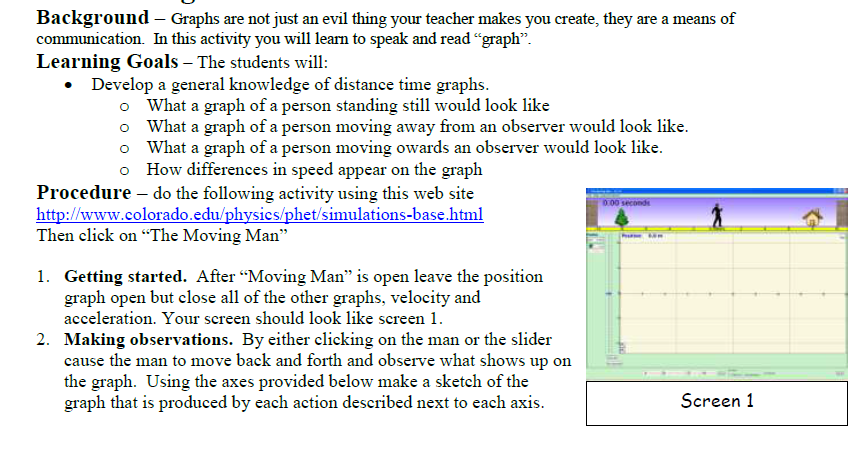 Background – Graphs are not just an evil thing your teacher makes you create, they are a means of
communication. In this activity you will learn to speak and read “graph”.
Learning Goals – The students will:
• Develop a general knowledge of distance time graphs.
o What a graph of a person standing still would look like
o What a graph of a person moving away from an observer would look like.
o What a graph of a person moving owards an observer would look like.
o How differences in speed appear on the graph
Procedure – do the following activity using this web site
http://www.colorado.edu/physics/phet/simulations-base.html
Then click on “The Moving Man”
0.00 seconds
Position 0.0 m
1. Getting started. After “Moving Man” is open leave the position
graph open but close all of the other graphs, velocity and
acceleration. Your screen should look like screen 1.
2. Making observations. By either clicking on the man or the slider
cause the man to move back and forth and observe what shows up on
the graph. Using the axes provided below make a sketch of the
graph that is produced by each action described next to each axis.
Screen 1